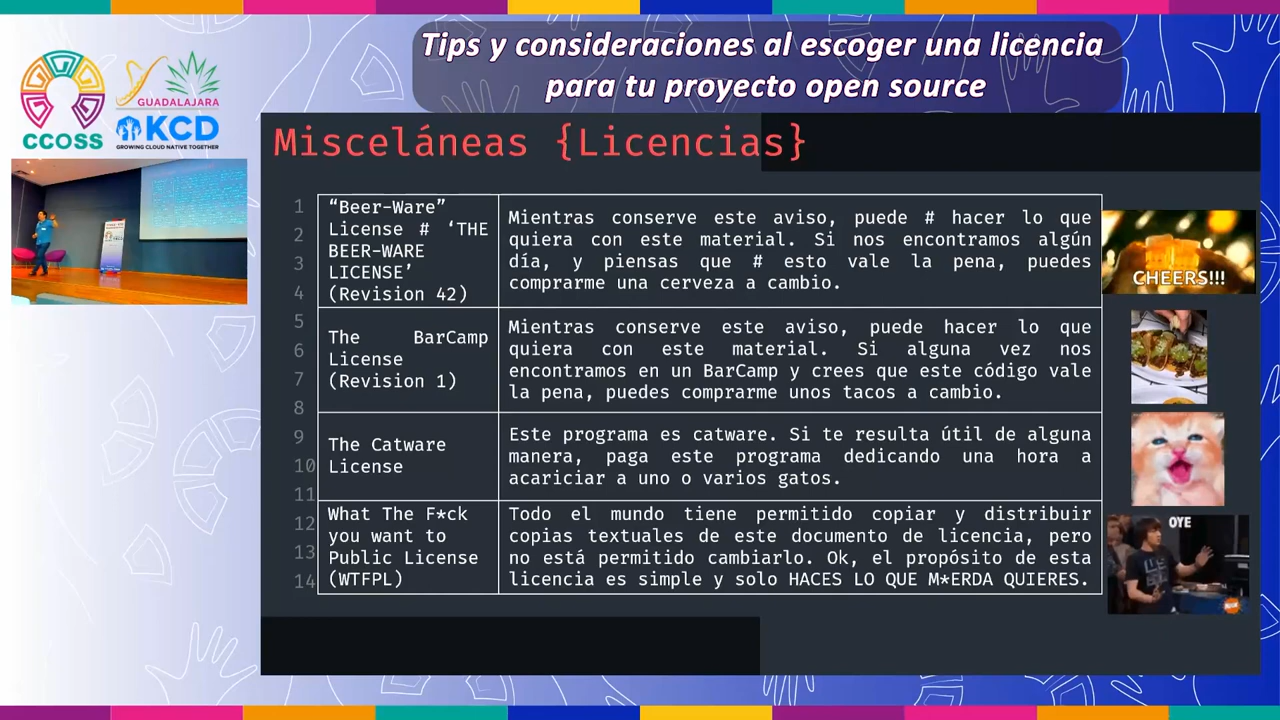 Tips y consideraciones al escoger una licencia
para tu proyecto open source
CCOSS
GUADALAJARA
KCD
GROWING CLOUD NATIVE TOGETHER
Misceláneas {Licencias}
1
2
3
4
5
6
7
8
9
10
11
12
13
14
“Beer-Ware”
License # ‘THE
BEER-WARE
LICENSE’
(Revision 42)
Mientras conserve este aviso, puede # hacer lo que
quiera con este material. Si nos encontramos algún
día, y piensas que # esto vale la pena, puedes
comprarme una cerveza a cambio.
CHEERS!!!
The BarCamp
License
(Revision 1)
Mientras conserve este aviso, puede hacer lo que
quiera con este material. Si alguna vez nos
encontramos en un BarCamp y crees que este código vale
la pena, puedes comprarme unos tacos a cambio.
The Catware
License
Este programa es catware. Si te resulta útil de alguna
manera, paga este programa dedicando una hora a
acariciar a uno o varios gatos.
What The F*ck
you want to
Public License
(WTFPL)
Todo el mundo tiene permitido copiar y distribuir
copias textuales de este documento de licencia, pero
no está permitido cambiarlo. Ok, el propósito de esta
licencia es simple y solo HACES LO QUE M*ERDA QUIERES.
OYE